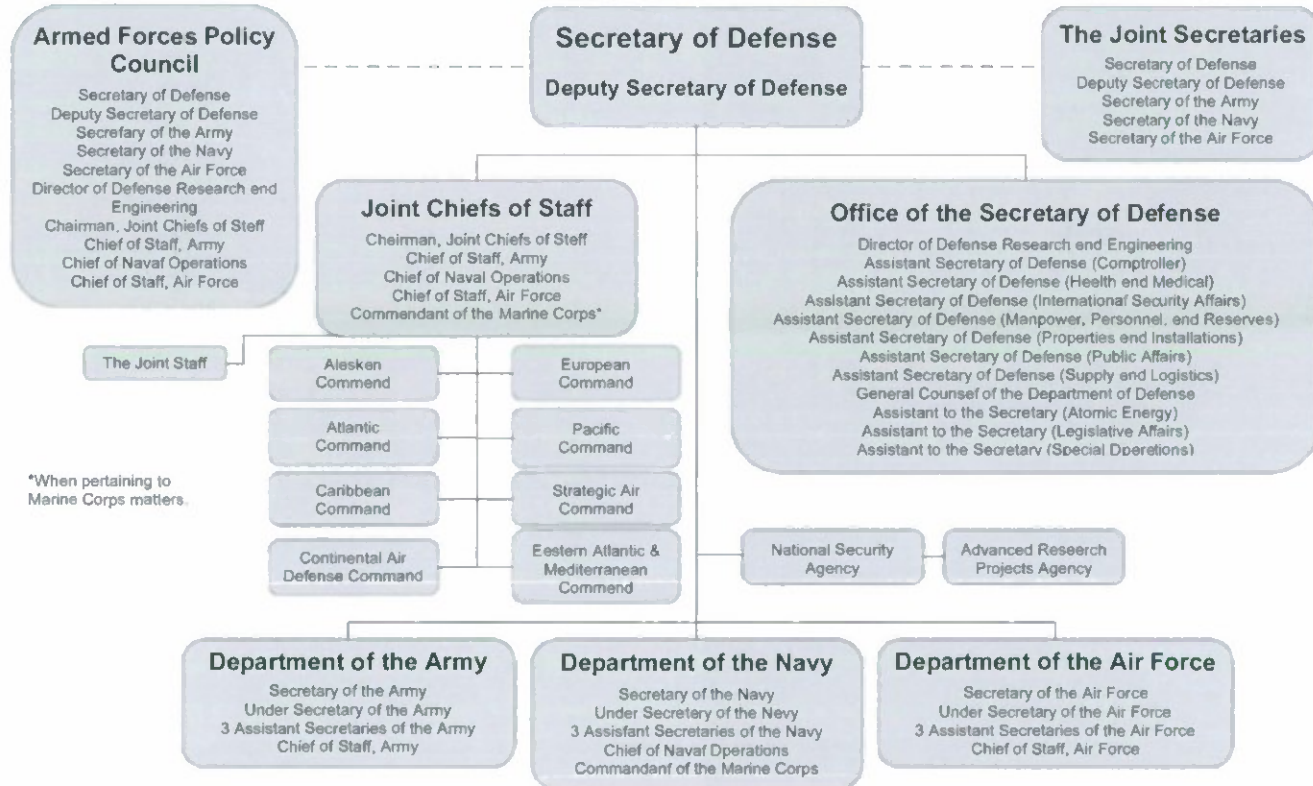 Armed Forces Policy
Council
Secretary of Defense
Deputy Secretary of Defense
Secrefary of the Army
Secretary of the Navy
Secretary of the Air Force
Director of Defense Research end
Engineering
Chairman, Joint Chiefs of Steff
Chief of Staff, Army
Chief of Navaf Operations
Chief of Staff, Air Force
Secretary of Defense
Deputy Secretary of Defense
The Joint Secretaries
Secretary of Defense
Deputy Secretary of Defense
Secretary of the Army
Secretary of the Navy
Secretary of the Air Force
Joint Chiefs of Staff
Cheirman, Joint Chiefs of Steff
Chief of Staff, Army
Chief of Naval Operations
Chief of Staff, Air Force
Commendant of the Marine Corps*
Office of the Secretary of Defense
Director of Defense Research end Engineering
Assistant Secretary of Defense (Comptroller)
Assistant Secretary of Defense (Health end Medical)
Assistant Secretary of Defense (International Security Affairs)
Assistant Secretary of Defense (Manpower, Personnel, end Reserves)
Assistant Secretary of Defense (Properties end Installations)
Assistant Secretary of Defense (Public Affairs)
Assistant Secretary of Defense (Supply end Logistics)
General Counsel of the Department of Defense
Assistant to the Secretary (Atomic Energy)
Assistant to the Secretary (Legislative Affairs)
Assistant to the Secretary (Special Dperetions)
The Joint Staff
Alesken
Commend
European
Command
Atlantic
Command
Pacific
Command
*When pertaining to
Marine Corps matters.
Caribbean
Command
Strategic Air
Command
Continental Air
Defense Command
Eestern Atlantic &
Mediterranean
Commend
National Security
Agency
Advanced Research
Projects Agency
Department of the Army
Secretary of the Army
Under Secretary of the Army
3 Assistant Secretaries of the Army
Chief of Staff, Army
Department of the Navy
Secretary of the Navy
Under Secretary of the Nevy
3 Assisfant Secretaries of the Navy
Chief of Navaf Dperations
Commandanf of the Marine Corps
Department of the Air Force
Secretary of the Air Force
Under Secretary of the Air Force
3 Assistant Secretaries of the Air Force
Chief of Staff, Air Force